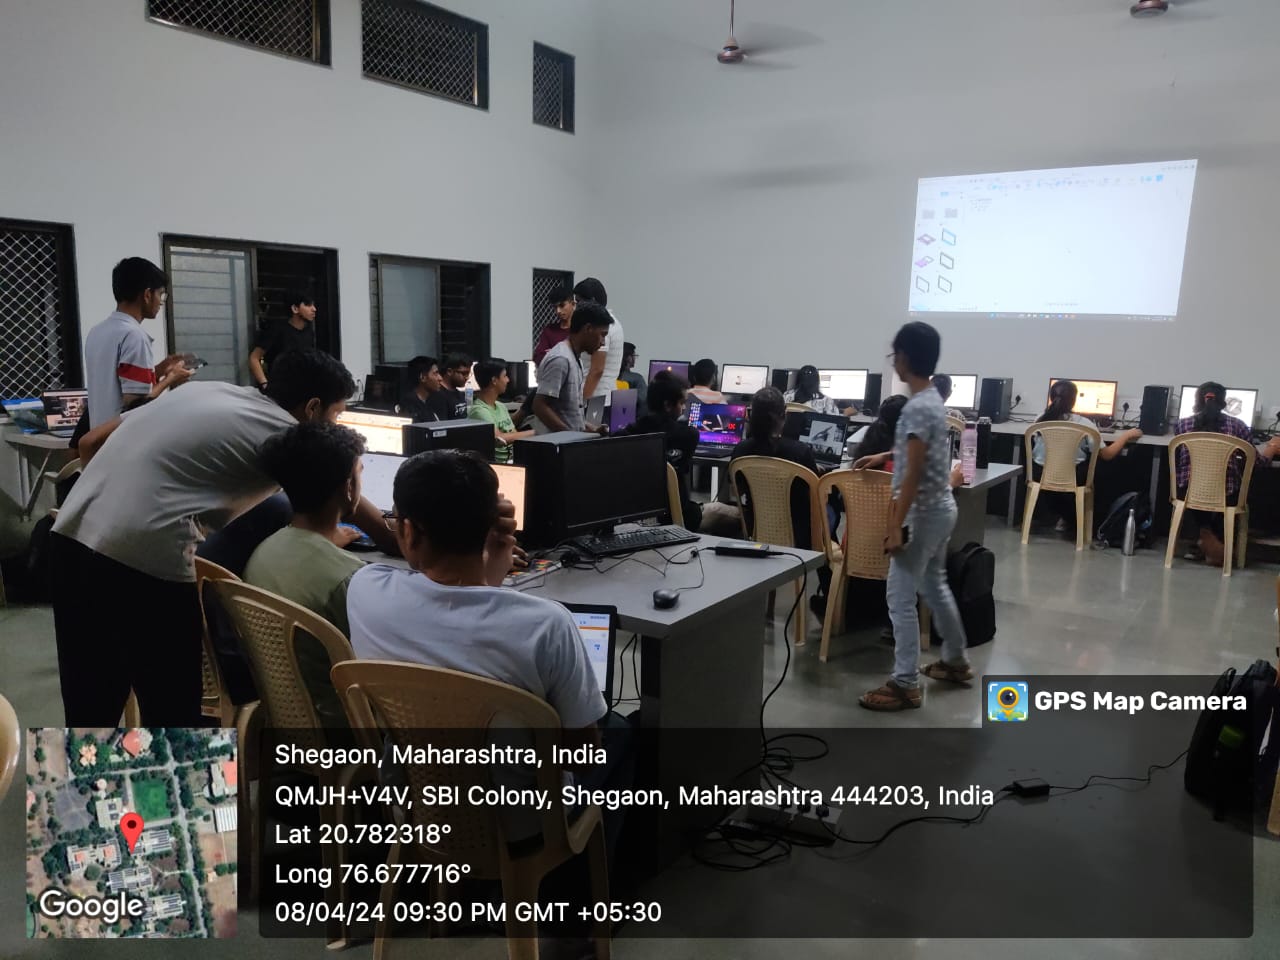 GPS Map Camera
Shegaon, Maharashtra, India
QMJH+V4V, SBI Colony, Shegaon, Maharashtra 444203, India
Lat 20.782318°
Long 76.677716°
08/04/24 09:30 PM GMT +05:30
Google